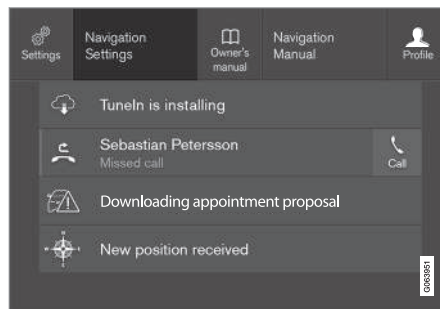 Settings
Navigation
Settings
Owner's
manual
Navigation
Manual
Profile
TuneIn is installing
Sebastian Petersson
Missed call
Call
Downloading appointment proposal
New position received
G063951